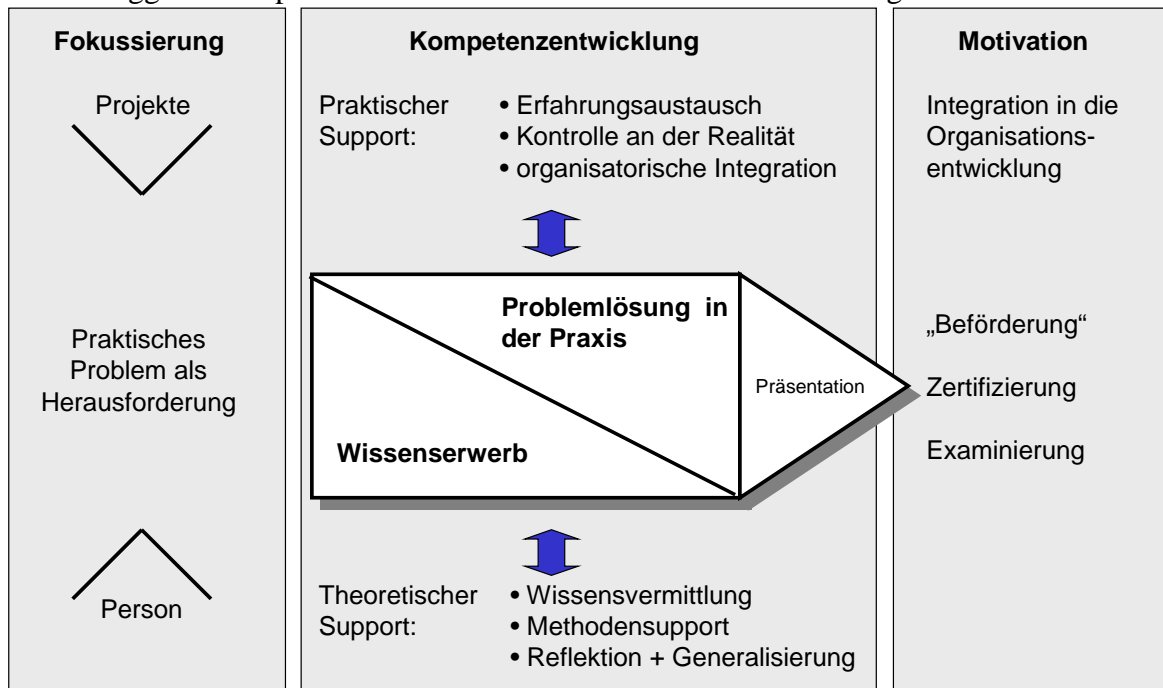 Fokussierung
Projekte
Praktisches
Problem als
Herausforderung
Person
Kompetenzentwicklung
Praktischer
Support:
• Erfahrungsaustausch
• Kontrolle an der Realität
• organisatorische Integration
Problemlösung in
der Praxis
Wissenserwerb
Präsentation
Theoretischer
Support:
• Wissensvermittlung
• Methodensupport
• Reflektion + Generalisierung
Motivation
Integration in die
Organisations-
entwicklung
„Beförderung“
Zertifizierung
Examinierung